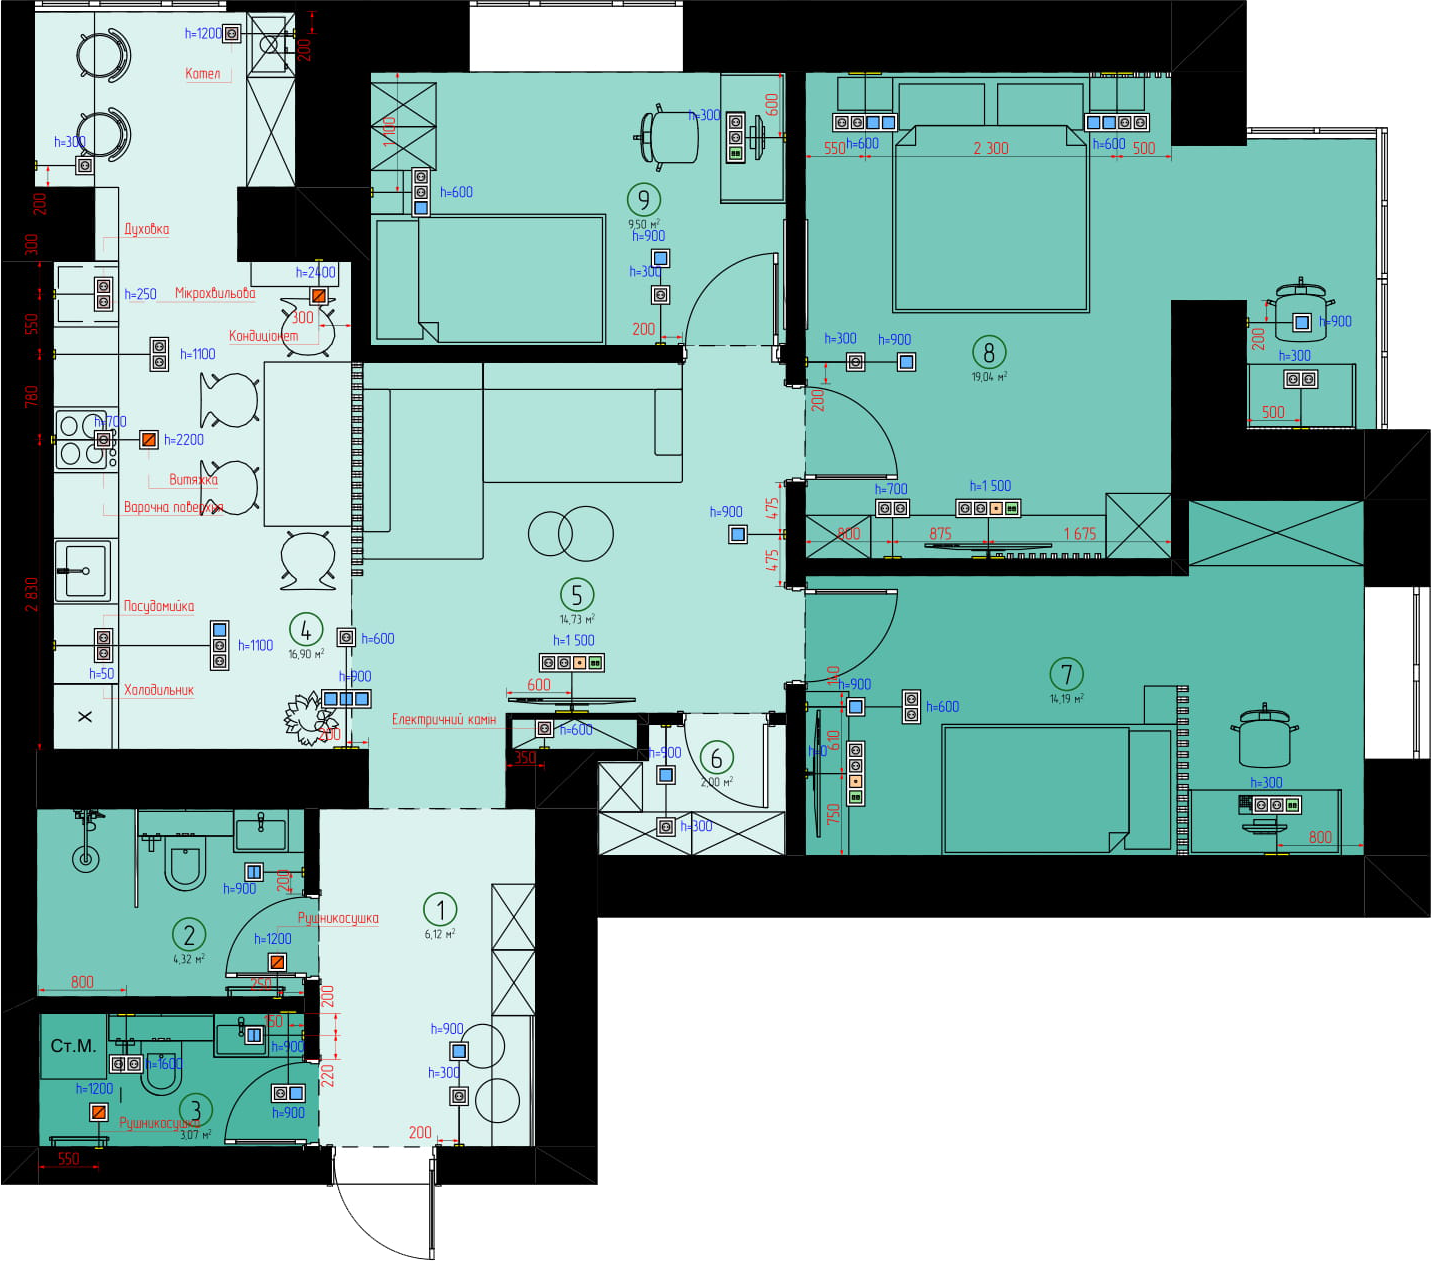 h=1200
200
Котел
h=300
200
300
Духовка
h=250
550
Мікрохвильова
h=2400
300
Кондиціонет
h=1100
780
h=700
h=2200
Витяжка
Варочна поверхня
2 830
Посудомийка
h=1100
h=50
Холодильник
X
4
16,90 м²
h=600
h=900
200
1100
h=600
9
9,50 м²
h=900
h=300
200
h=300
600
h=600
550
2 300
h=600
500
h=300
h=900
200
8
19,04 м²
h=900
200
h=300
500
h=700
h=1 500
800
875
1 675
h=900
475
475
5
14,73 м²
h=1 500
600
Електричний камін
h=600
350
6
2,00 м²
h=900
h=300
7
14,19 м²
140
h=900
h=600
610
h=0
750
h=300
800
h=900
200
2
4,32 м²
Рушникосушка
h=1200
800
250
200
1
6,12 м²
Ст.М.
150
h=900
h=1600
h=1200
220
3
3,07 м²
h=900
Рушникосушка
550
h=900
h=300
200